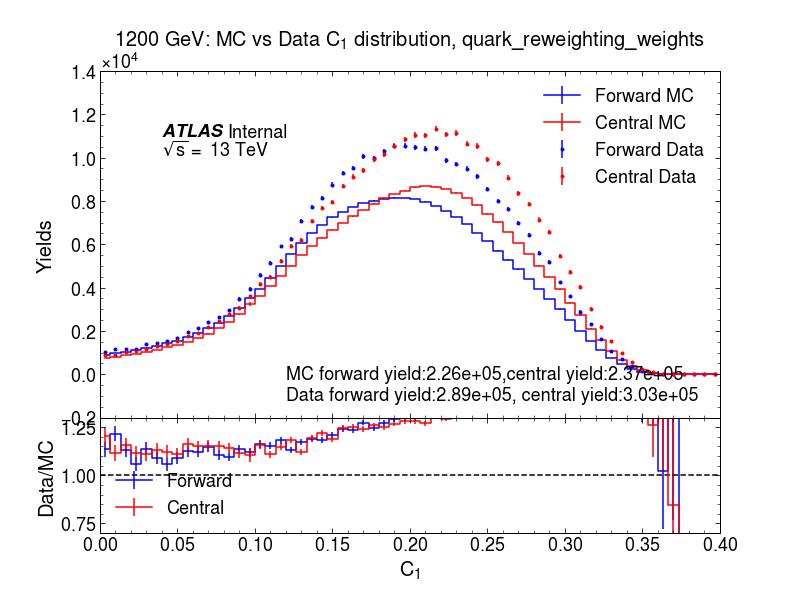 1200 GeV: MC vs Data C₁ distribution, quark_reweighting_weights
×10⁴
1.4
1.2
1.0
0.8
0.6
0.4
0.2
0.0
0.2
Yields
ATLAS Internal
√s = 13 TeV
Forward MC
Central MC
Forward Data
Central Data
MC forward yield:2.26e+05,central yield:2.37e+05
Data forward yield:2.89e+05, central yield:3.03e+05
1.25
1.00
0.75
Data/MC
Forward
Central
0.00 0.05 0.10 0.15 0.20 0.25 0.30 0.35 0.40
C₁